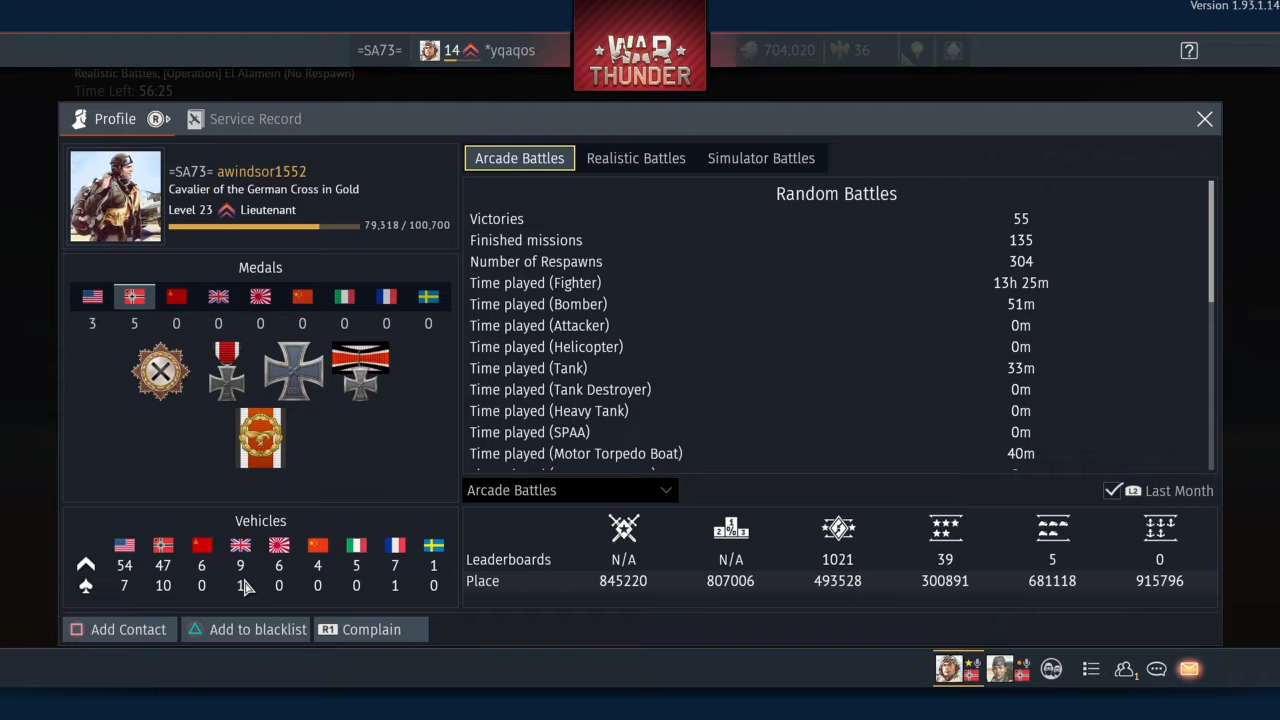 Version 1.93.1.14
=SA73= 14 *yqaqos
WAR THUNDER
704,020 36
?
Realistic Battles, [Operation] El Alamein (No Respawn)
Time Left: 56:25
Profile R Service Record
=SA73= awindsor1552
Cavalier of the German Cross in Gold
Level 23 Lieutenant
79,318 / 100,700
Medals
3 5 0 0 0 0 0 0 0
Vehicles
54 47 6 9 6 4 5 7 1
7 10 0 1 0 0 0 1 0
Arcade Battles Realistic Battles Simulator Battles
Random Battles
Victories 55
Finished missions 135
Number of Respawns 304
Time played (Fighter) 13h 25m
Time played (Bomber) 51m
Time played (Attacker) 0m
Time played (Helicopter) 0m
Time played (Tank) 33m
Time played (Tank Destroyer) 0m
Time played (Heavy Tank) 0m
Time played (SPAA) 0m
Time played (Motor Torpedo Boat) 40m
Arcade Battles L2 Last Month
Leaderboards N/A N/A 1021 39 5 0
Place 845220 807006 493528 300891 681118 915796
Add Contact Add to blacklist R1 Complain
1